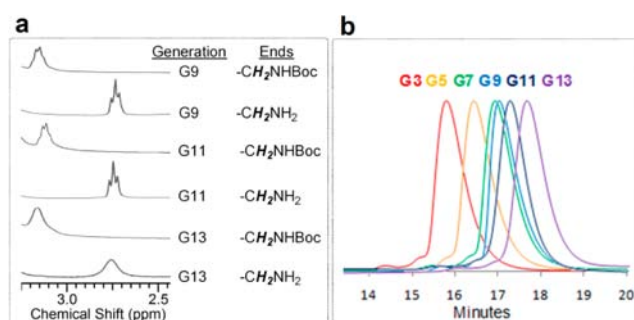 a
Generation Ends
G9 -CH₂NHBoc
G9 -CH₂NH₂
G11 -CH₂NHBoc
G11 -CH₂NH₂
G13 -CH₂NHBoc
G13 -CH₂NH₂
3.0 2.5
Chemical Shift (ppm)
b
G3 G5 G7 G9 G11 G13
14 15 16 17 18 19 20
Minutes